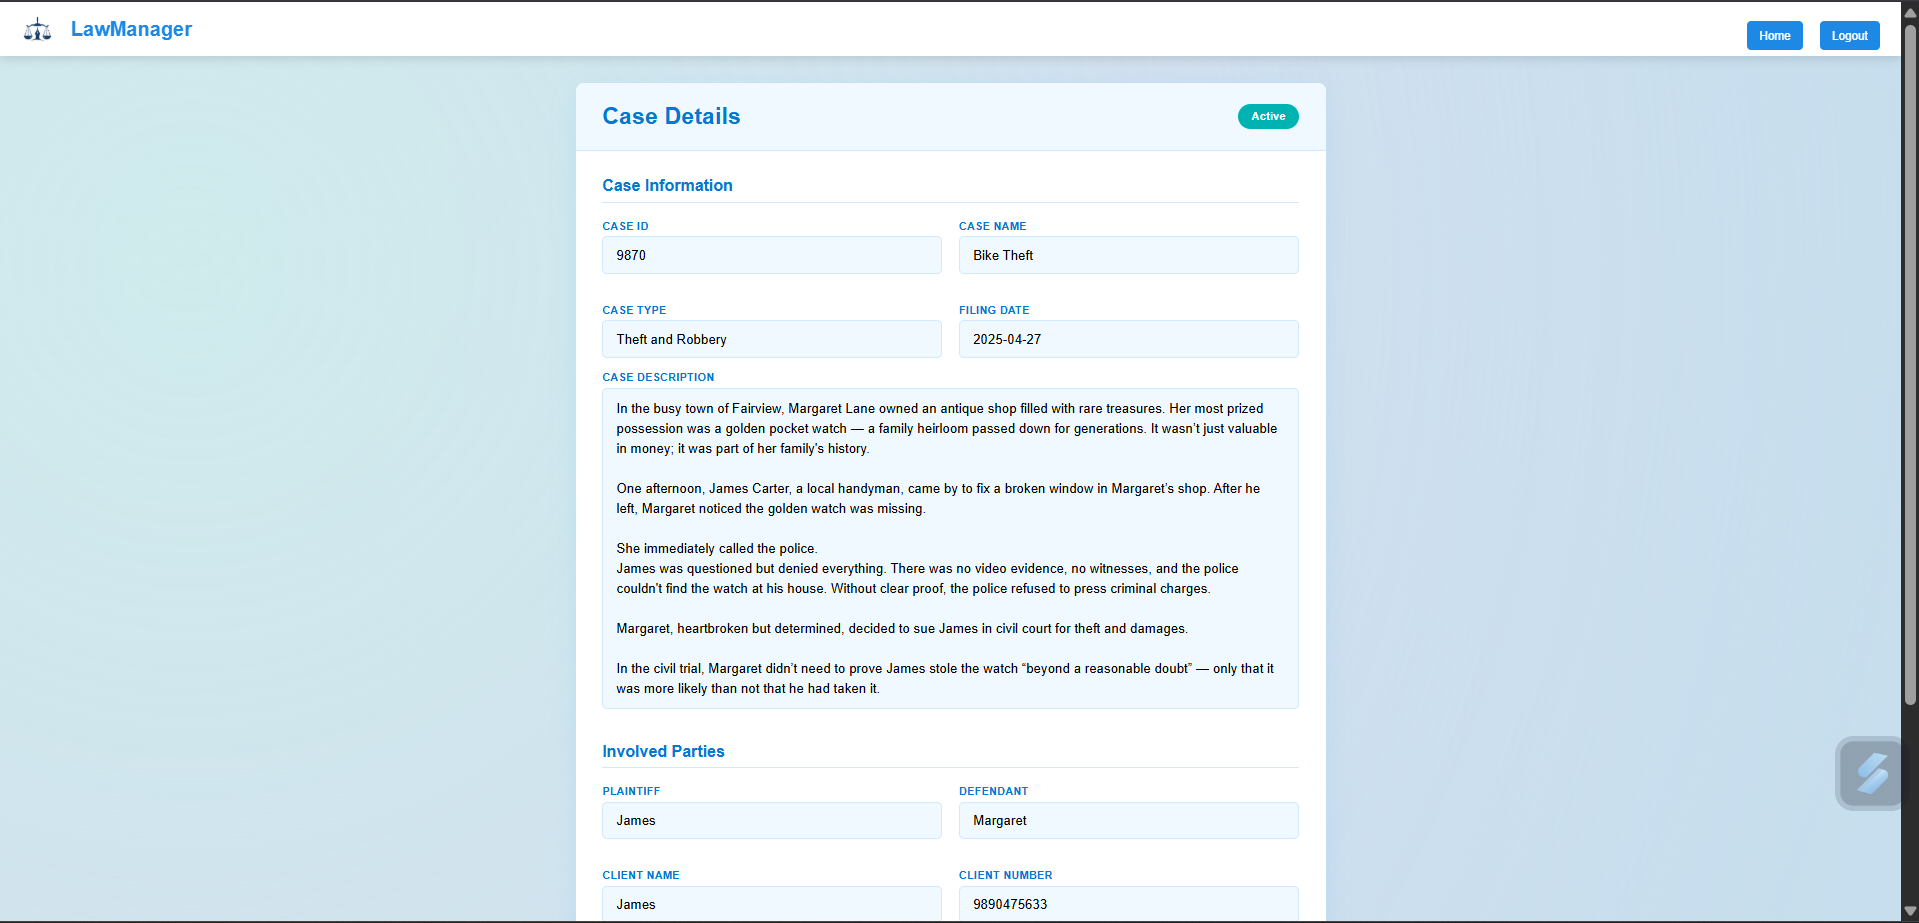 LawManager
Home
Logout
Case Details
Active
Case Information
CASE ID
CASE NAME
9870
Bike Theft
CASE TYPE
FILING DATE
Theft and Robbery
2025-04-27
CASE DESCRIPTION
In the busy town of Fairview, Margaret Lane owned an antique shop filled with rare treasures. Her most prized
possession was a golden pocket watch — a family heirloom passed down for generations. It wasn’t just valuable
in money; it was part of her family's history.
One afternoon, James Carter, a local handyman, came by to fix a broken window in Margaret’s shop. After he
left, Margaret noticed the golden watch was missing.
She immediately called the police.
James was questioned but denied everything. There was no video evidence, no witnesses, and the police
couldn't find the watch at his house. Without clear proof, the police refused to press criminal charges.
Margaret, heartbroken but determined, decided to sue James in civil court for theft and damages.
In the civil trial, Margaret didn’t need to prove James stole the watch “beyond a reasonable doubt” — only that it
was more likely than not that he had taken it.
Involved Parties
PLAINTIFF
DEFENDANT
James
Margaret
CLIENT NAME
CLIENT NUMBER
James
9890475633